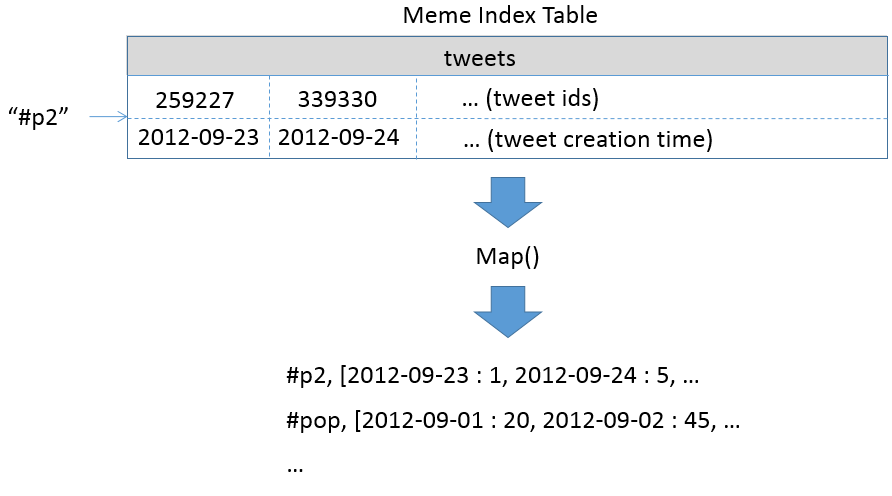 Meme Index Table
tweets
259227 339330 ... (tweet ids)
“#p2”
2012-09-23 2012-09-24 ... (tweet creation time)
Map()
#p2, [2012-09-23 : 1, 2012-09-24 : 5, ...
#pop, [2012-09-01 : 20, 2012-09-02 : 45, ...
...